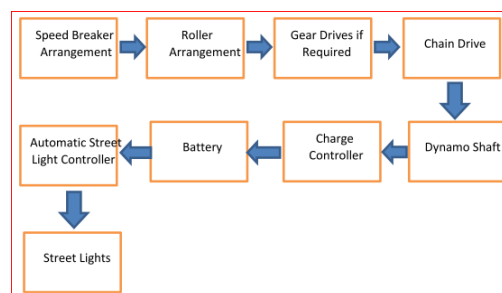 Speed Breaker
Arrangement
Roller
Arrangement
Gear Drives if
Required
Chain Drive
Automatic Street
Light Controller
Battery
Charge
Controller
Dynamo Shaft
Street Lights